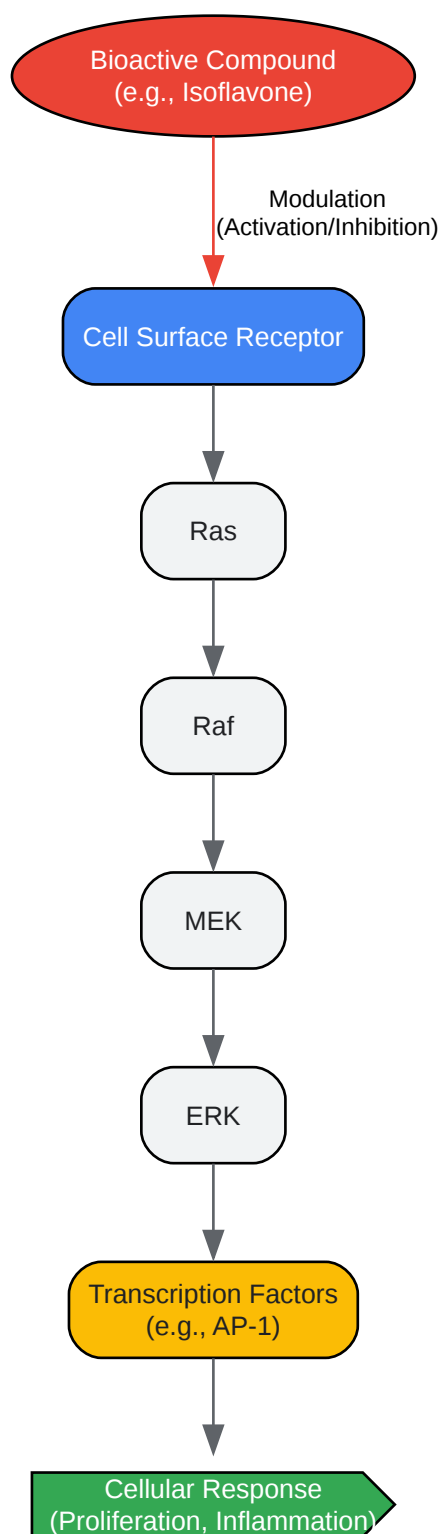 Bioactive Compound
(e.g., Isoflavone)
Modulation
(Activation/Inhibition)
Cell Surface Receptor
Ras
Raf
MEK
ERK
Transcription Factors
(e.g., AP-1)
Cellular Response
(Proliferation, Inflammation)